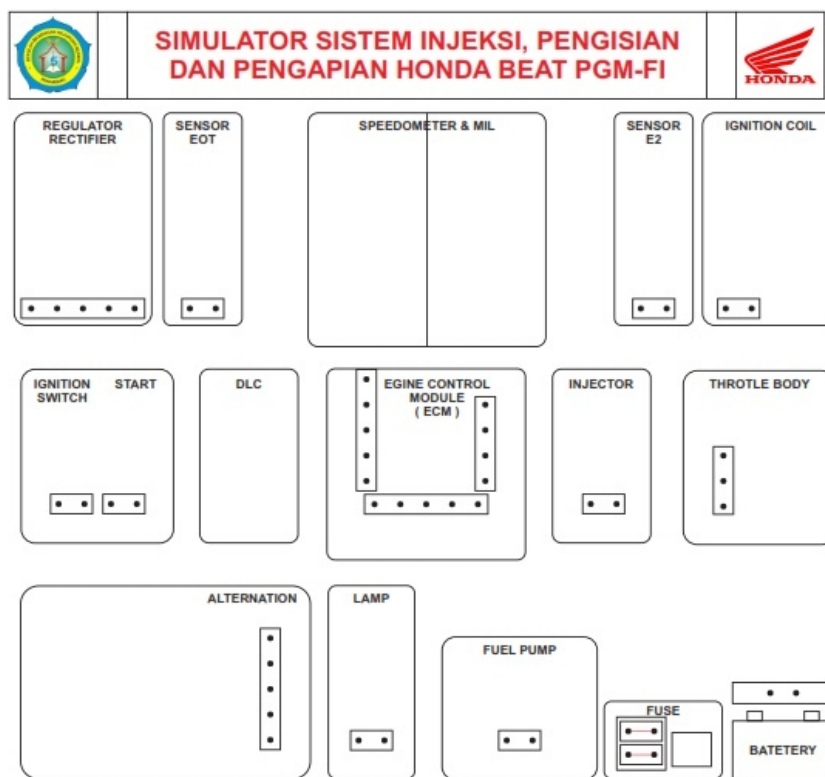 SIMULATOR SISTEM INJEKSI, PENGISIAN
DAN PENGAPIAN HONDA BEAT PGM-FI
HONDA
REGULATOR
RECTIFIER
SENSOR
EOT
SPEEDOMETER & MIL
SENSOR
E2
IGNITION COIL
IGNITION
SWITCH
START
DLC
EGINE CONTROL
MODULE
( ECM )
INJECTOR
THROTLE BODY
ALTERNATION
LAMP
FUEL PUMP
FUSE
BATETERY